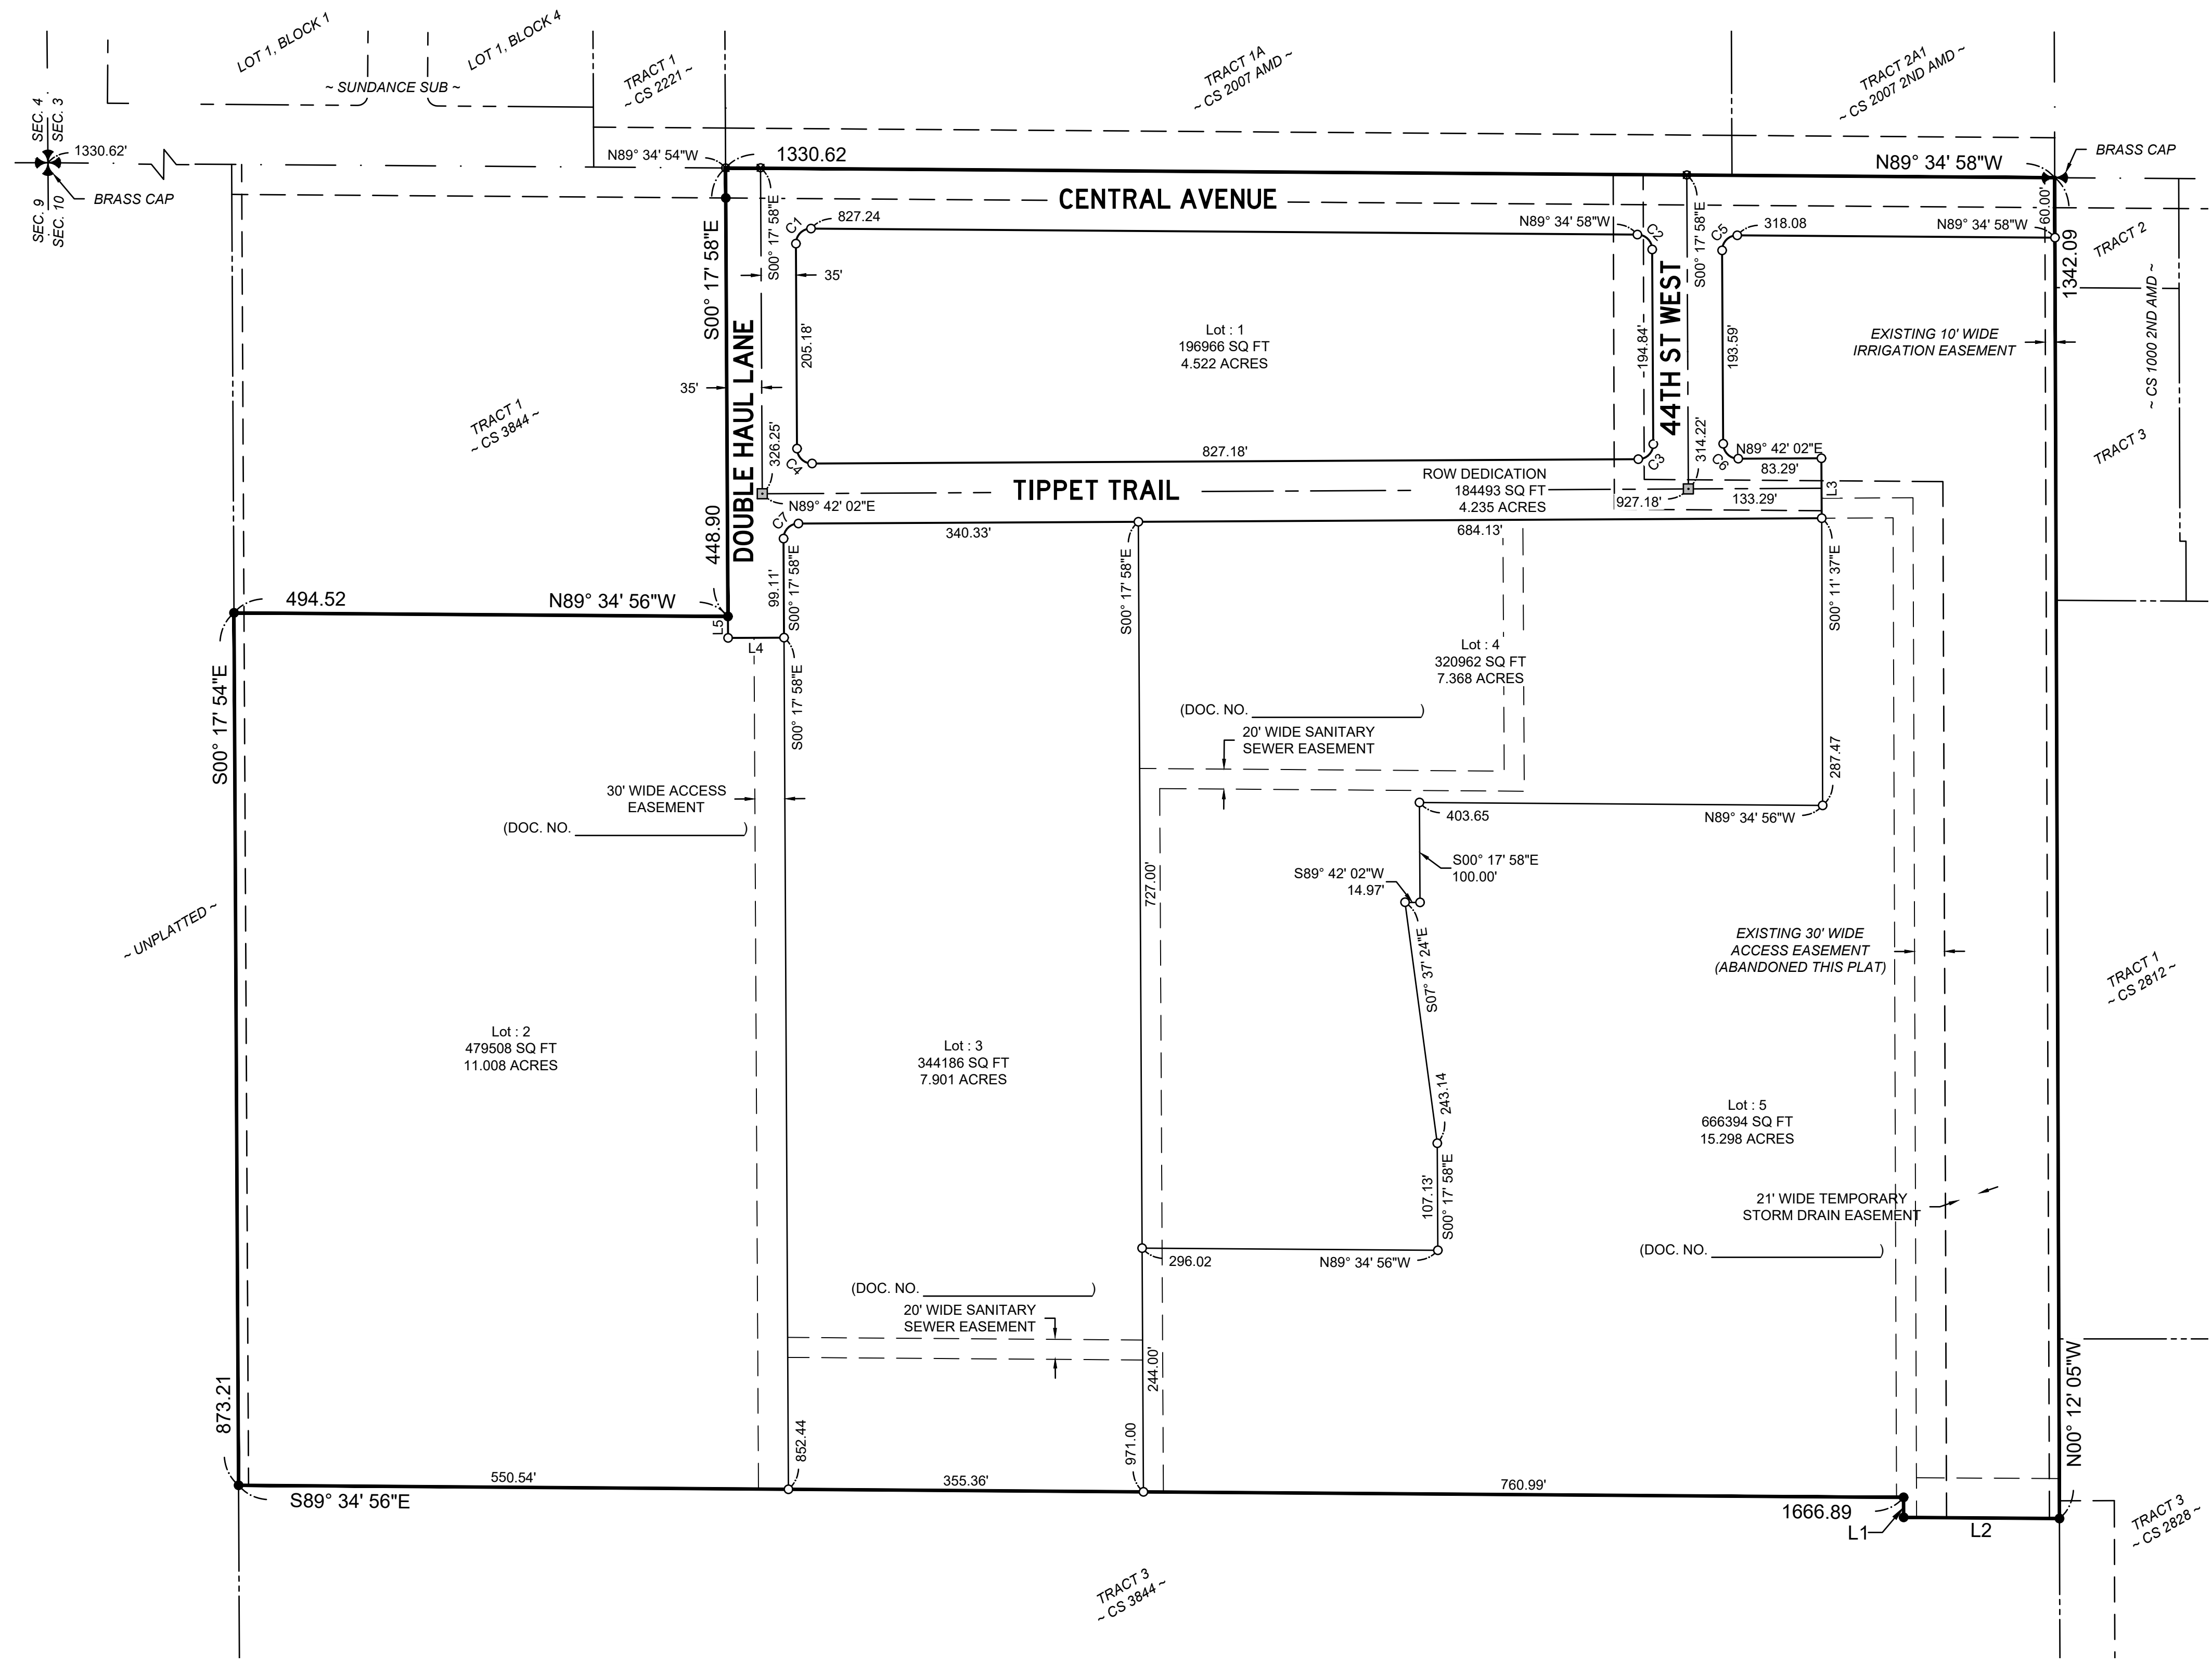 LOT 1, BLOCK 1
LOT 1, BLOCK 4
~ SUNDANCE SUB ~
TRACT 1
~ CS 2221 ~
TRACT 1A
~ CS 2007 AMD ~
TRACT 2A1
~ CS 2007 2ND AMD ~
SEC. 4
SEC. 3
SEC. 9
SEC. 10
1330.62'
BRASS CAP
N89° 34' 54"W
1330.62
N89° 34' 58"W
BRASS CAP
CENTRAL AVENUE
S00° 17' 58"E
S00° 17' 58"E
C1
827.24
N89° 34' 58"W
C2
S00° 17' 58"E
C5
318.08
N89° 34' 58"W
60.00'
1342.09
TRACT 2
~ CS 1000 2ND AMD ~
TRACT 3
35'
35'
DOUBLE HAUL LANE
205.18'
Lot : 1
196966 SQ FT
4.522 ACRES
194.84'
44TH ST WEST
193.59'
EXISTING 10' WIDE
IRRIGATION EASEMENT
TRACT 1
~ CS 3844 ~
326.25'
C4
827.18'
C3
314.22'
C6
N89° 42' 02"E
83.29'
L3
448.90
N89° 42' 02"E
TIPPET TRAIL
ROW DEDICATION
184493 SQ FT
4.235 ACRES
927.18'
133.29'
C7
340.33'
684.13'
99.11'
S00° 17' 58"E
S00° 17' 58"E
S00° 11' 37"E
494.52
N89° 34' 56"W
L5
L4
S00° 17' 58"E
S00° 17' 54"E
Lot : 4
320962 SQ FT
7.368 ACRES
(DOC. NO. )
20' WIDE SANITARY
SEWER EASEMENT
287.47
30' WIDE ACCESS
EASEMENT
(DOC. NO. )
403.65
N89° 34' 56"W
S00° 17' 58"E
100.00'
S89° 42' 02"W
14.97'
727.00'
~ UNPLATTED ~
S07° 37' 24"E
EXISTING 30' WIDE
ACCESS EASEMENT
(ABANDONED THIS PLAT)
TRACT 1
~ CS 2812 ~
Lot : 2
479508 SQ FT
11.008 ACRES
Lot : 3
344186 SQ FT
7.901 ACRES
243.14
Lot : 5
666394 SQ FT
15.298 ACRES
107.13'
S00° 17' 58"E
21' WIDE TEMPORARY
STORM DRAIN EASEMENT
(DOC. NO. )
296.02
N89° 34' 56"W
(DOC. NO. )
20' WIDE SANITARY
SEWER EASEMENT
244.00'
873.21
852.44
971.00
N00° 12' 05"W
550.54'
355.36'
760.99'
S89° 34' 56"E
1666.89
L1
L2
TRACT 3
~ CS 2828 ~
TRACT 3
~ CS 3844 ~